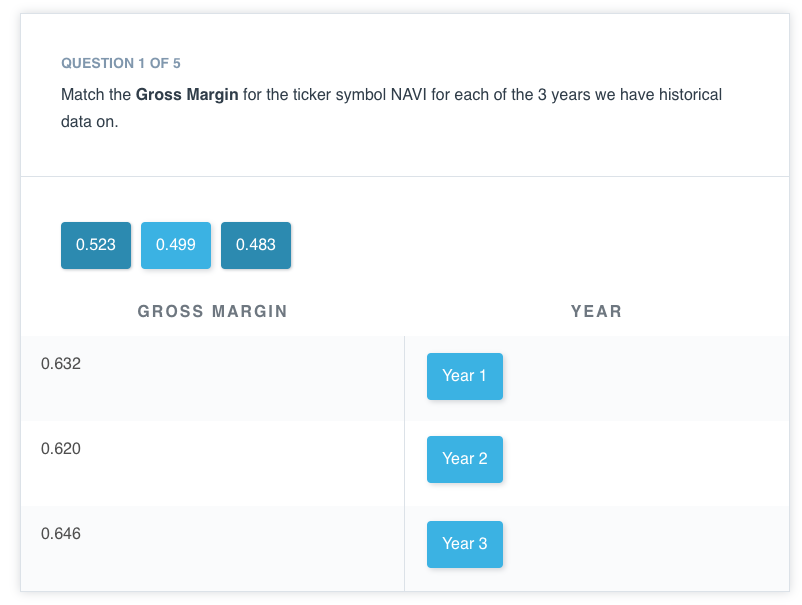 QUESTION 1 OF 5
Match the Gross Margin for the ticker symbol NAVI for each of the 3 years we have historical
data on.
0.523 0.499 0.483
GROSS MARGIN YEAR
0.632 Year 1
0.620 Year 2
0.646 Year 3